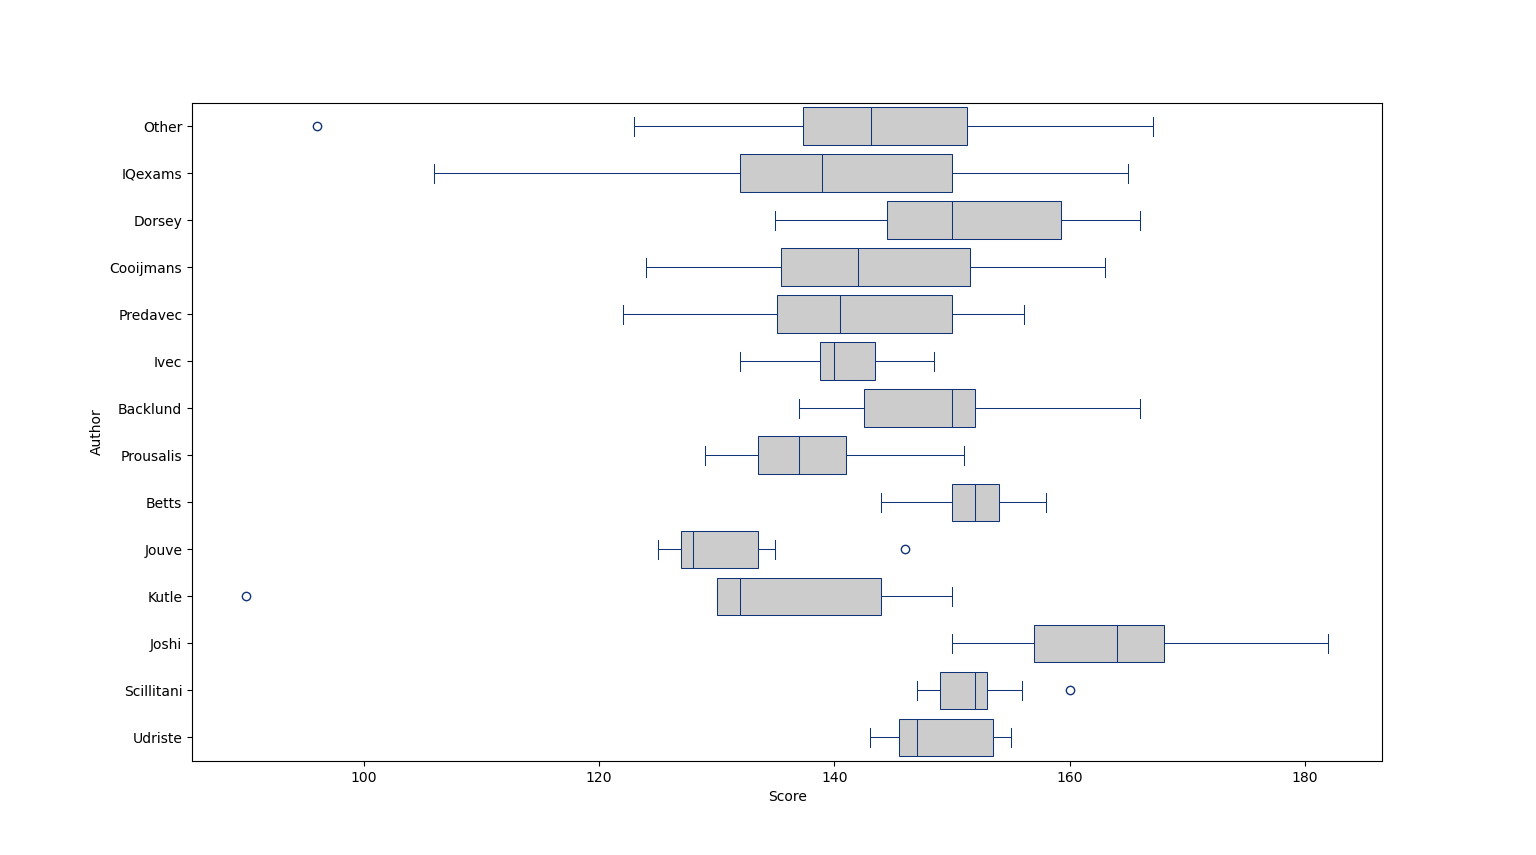 Other
IQexams
Dorsey
Cooijmans
Predavec
Ivec
Backlund
Author
Prousalis
Betts
Jouve
Kutle
Joshi
Scillitani
Udriste
100 120 140 160 180
Score